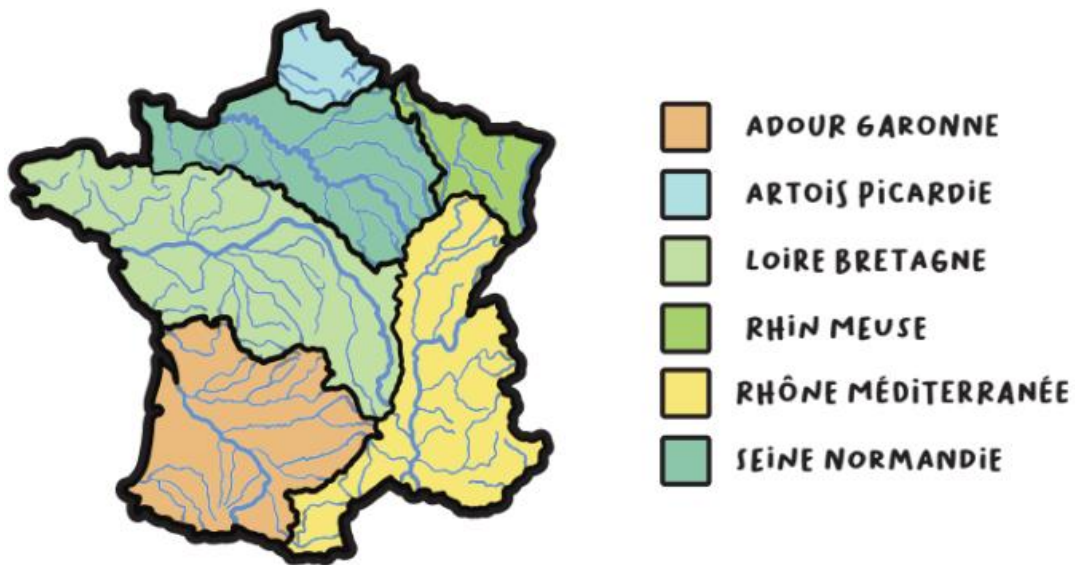 ADOUR GARONNE
ARTOiS PiCARDiE
LOiRE BRETAGNE
RHiN MEUSE
RHÔNE MÉDiTERRANÉE
SEiNE NORMANDiE